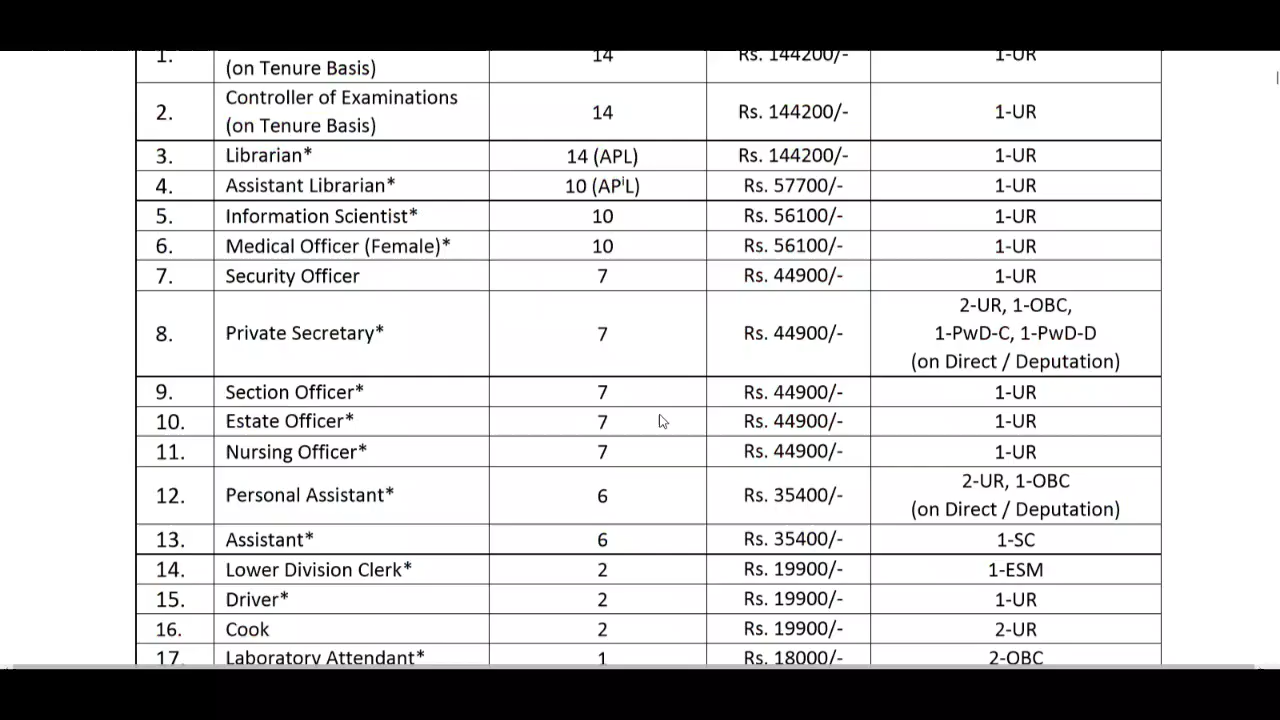 1. (on Tenure Basis) 14 Rs. 144200/- 1-UR
2. Controller of Examinations
(on Tenure Basis) 14 Rs. 144200/- 1-UR
3. Librarian* 14 (APL) Rs. 144200/- 1-UR
4. Assistant Librarian* 10 (APL) Rs. 57700/- 1-UR
5. Information Scientist* 10 Rs. 56100/- 1-UR
6. Medical Officer (Female)* 10 Rs. 56100/- 1-UR
7. Security Officer 7 Rs. 44900/- 1-UR
8. Private Secretary* 7 Rs. 44900/- 2-UR, 1-OBC,
1-PwD-C, 1-PwD-D
(on Direct / Deputation)
9. Section Officer* 7 Rs. 44900/- 1-UR
10. Estate Officer* 7 Rs. 44900/- 1-UR
11. Nursing Officer* 7 Rs. 44900/- 1-UR
12. Personal Assistant* 6 Rs. 35400/- 2-UR, 1-OBC
(on Direct / Deputation)
13. Assistant* 6 Rs. 35400/- 1-SC
14. Lower Division Clerk* 2 Rs. 19900/- 1-ESM
15. Driver* 2 Rs. 19900/- 1-UR
16. Cook 2 Rs. 19900/- 2-UR
17. Laboratory Attendant* 1 Rs. 18000/- 2-OBC